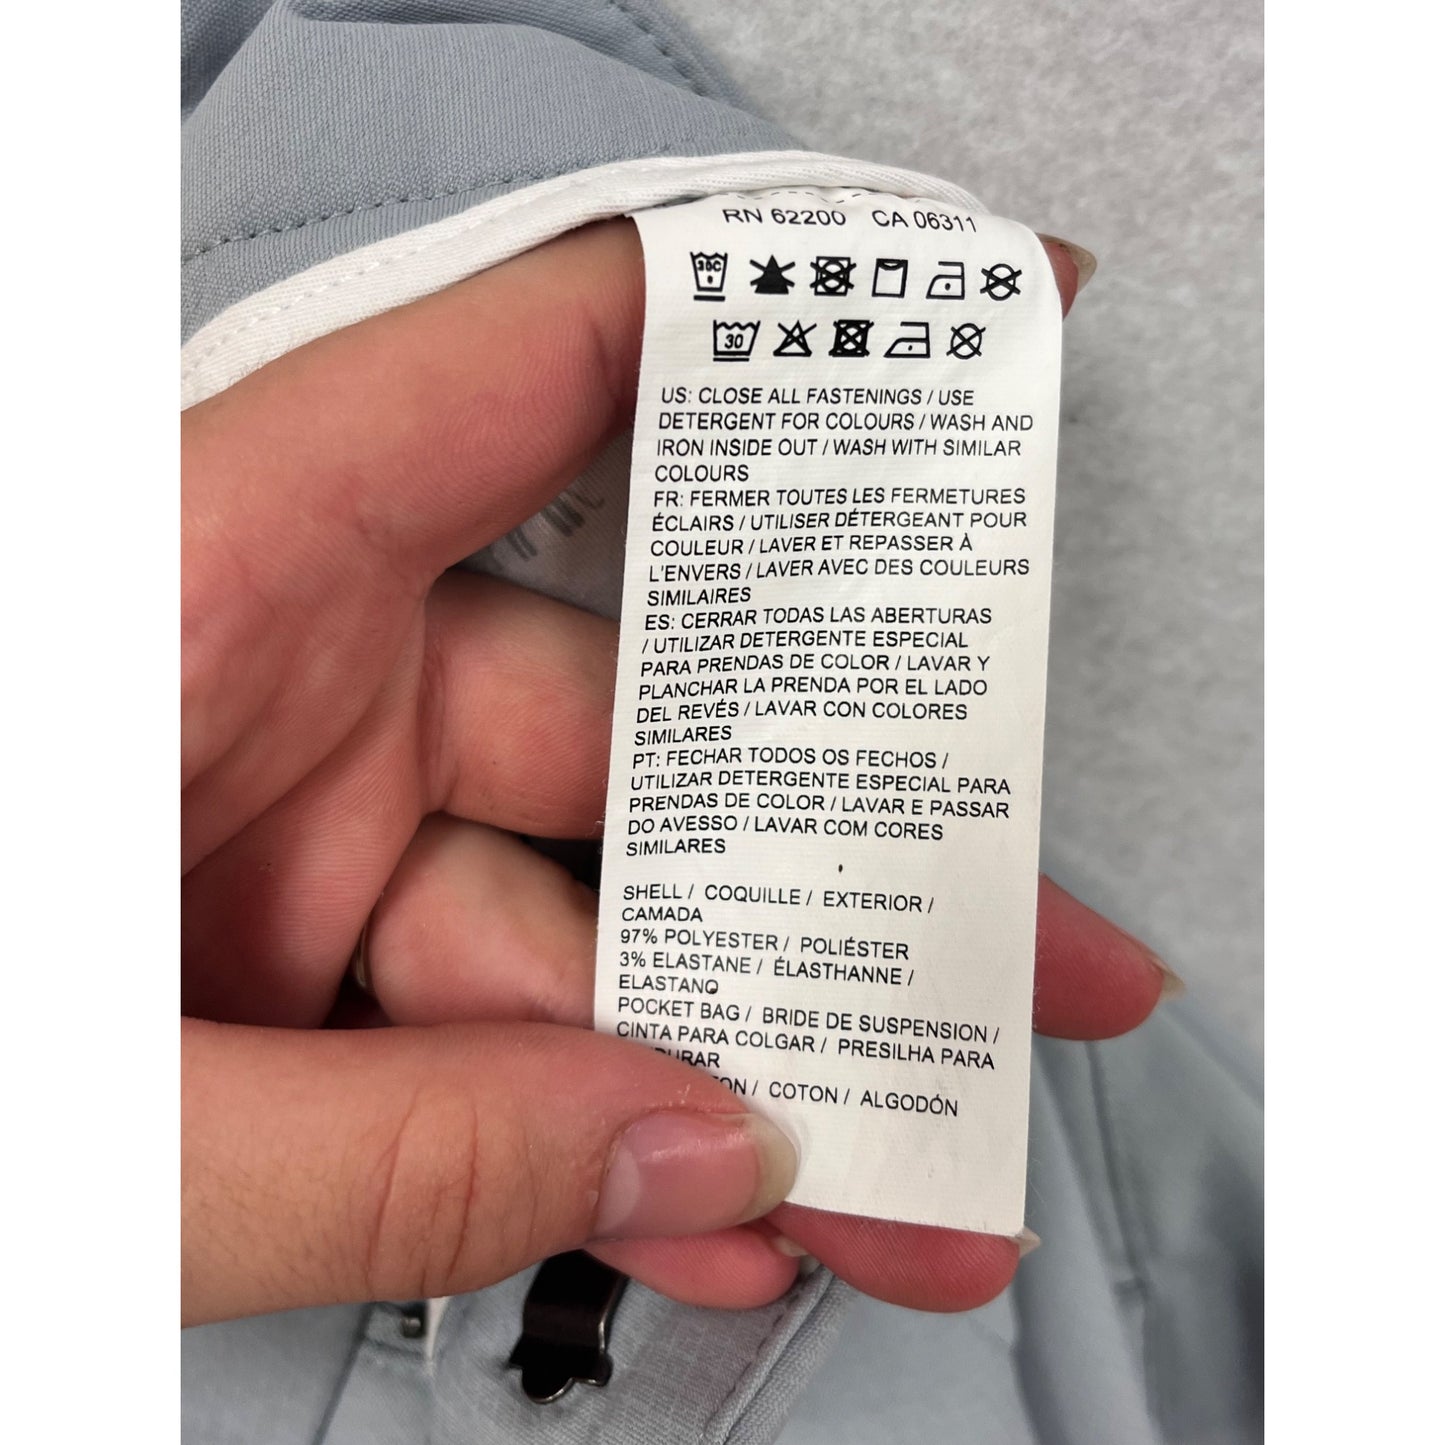 RN 62200 CA 06311
30C
30
US: CLOSE ALL FASTENINGS / USE
DETERGENT FOR COLOURS / WASH AND
IRON INSIDE OUT / WASH WITH SIMILAR
COLOURS
FR: FERMER TOUTES LES FERMETURES
ÉCLAIRS / UTILISER DÉTERGEANT POUR
COULEUR / LAVER ET REPASSER À
L'ENVERS / LAVER AVEC DES COULEURS
SIMILAIRES
ES: CERRAR TODAS LAS ABERTURAS
/ UTILIZAR DETERGENTE ESPECIAL
PARA PRENDAS DE COLOR / LAVAR Y
PLANCHAR LA PRENDA POR EL LADO
DEL REVÉS / LAVAR CON COLORES
SIMILARES
PT: FECHAR TODOS OS FECHOS /
UTILIZAR DETERGENTE ESPECIAL PARA
PRENDAS DE COLOR / LAVAR E PASSAR
DO AVESSO / LAVAR COM CORES
SIMILARES
SHELL / COQUILLE / EXTERIOR /
CAMADA
97% POLYESTER / POLIÉSTER
3% ELASTANE / ÉLASTHANNE /
ELASTANO
POCKET BAG / BRIDE DE SUSPENSION /
CINTA PARA COLGAR / PRESILHA PARA
/ COTON / ALGODÓN